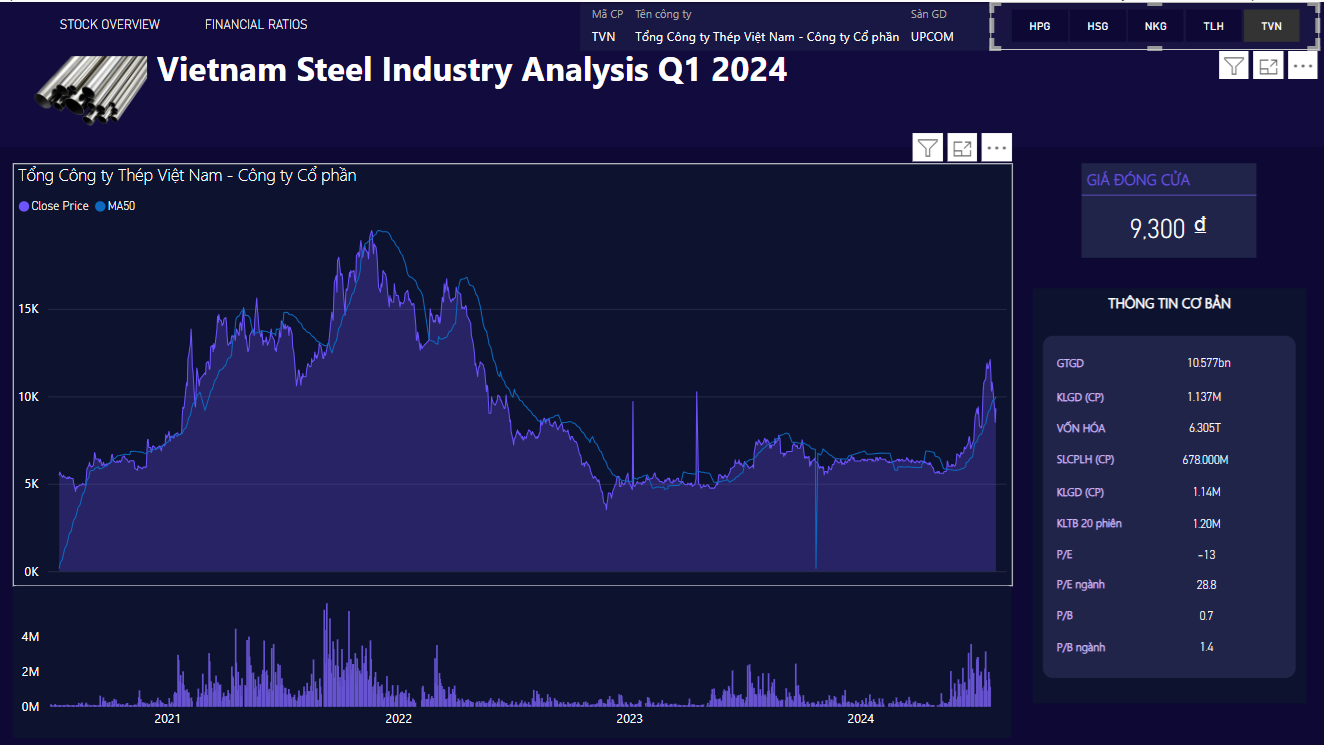 STOCK OVERVIEW FINANCIAL RATIOS
Mã CP Tên công ty Sàn GD
TVN Tổng Công ty Thép Việt Nam - Công ty Cổ phần UPCOM
HPG HSG NKG TLH TVN
Vietnam Steel Industry Analysis Q1 2024
Tổng Công ty Thép Việt Nam - Công ty Cổ phần
Close Price MA50
15K
10K
5K
0K
4M
2M
0M
2021 2022 2023 2024
GIÁ ĐÓNG CỬA
9,300 ₫
THÔNG TIN CƠ BẢN
GTGD 10.577bn
KLGD (CP) 1.137M
VỐN HÓA 6.305T
SLCPLH (CP) 678.000M
KLGD (CP) 1.14M
KLTB 20 phiên 1.20M
P/E -13
P/E ngành 28.8
P/B 0.7
P/B ngành 1.4